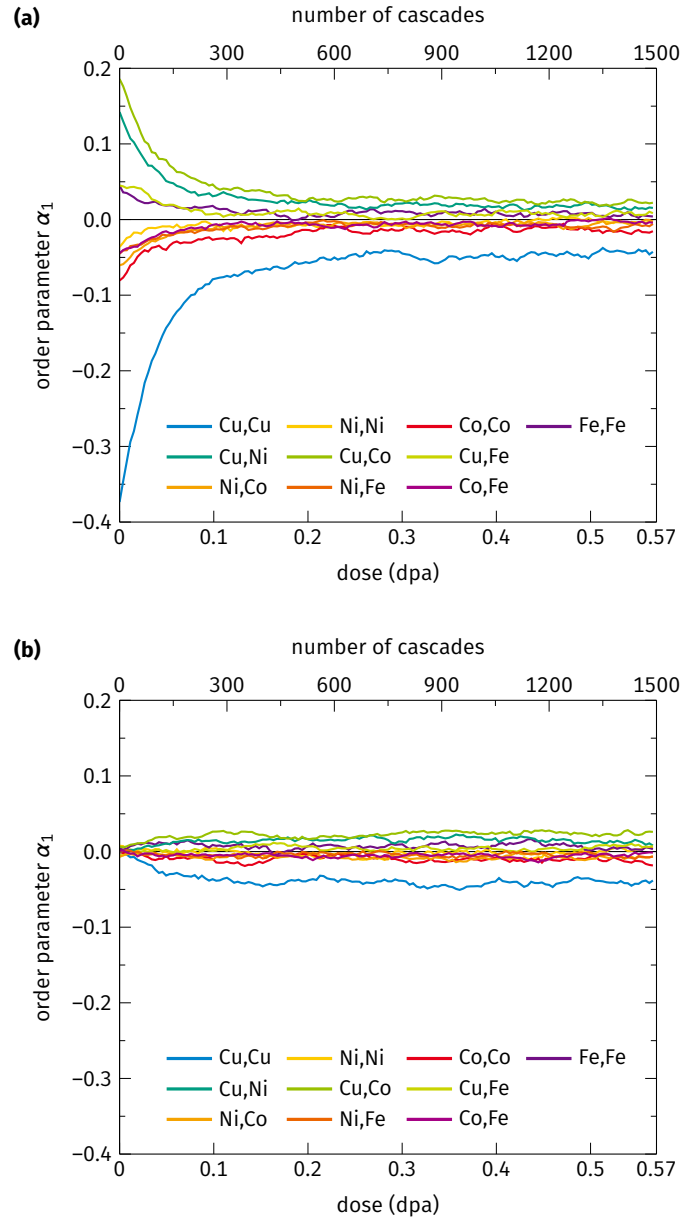 (a)
number of cascades
0 300 600 900 1200 1500
0.2
0.1
0.0
−0.1
−0.2
−0.3
−0.4
order parameter α₁
Cu,Cu Ni,Ni Co,Co Fe,Fe
Cu,Ni Cu,Co Cu,Fe
Ni,Co Ni,Fe Co,Fe
0 0.1 0.2 0.3 0.4 0.5 0.57
dose (dpa)
(b)
number of cascades
0 300 600 900 1200 1500
0.2
0.1
0.0
−0.1
−0.2
−0.3
−0.4
order parameter α₁
Cu,Cu Ni,Ni Co,Co Fe,Fe
Cu,Ni Cu,Co Cu,Fe
Ni,Co Ni,Fe Co,Fe
0 0.1 0.2 0.3 0.4 0.5 0.57
dose (dpa)